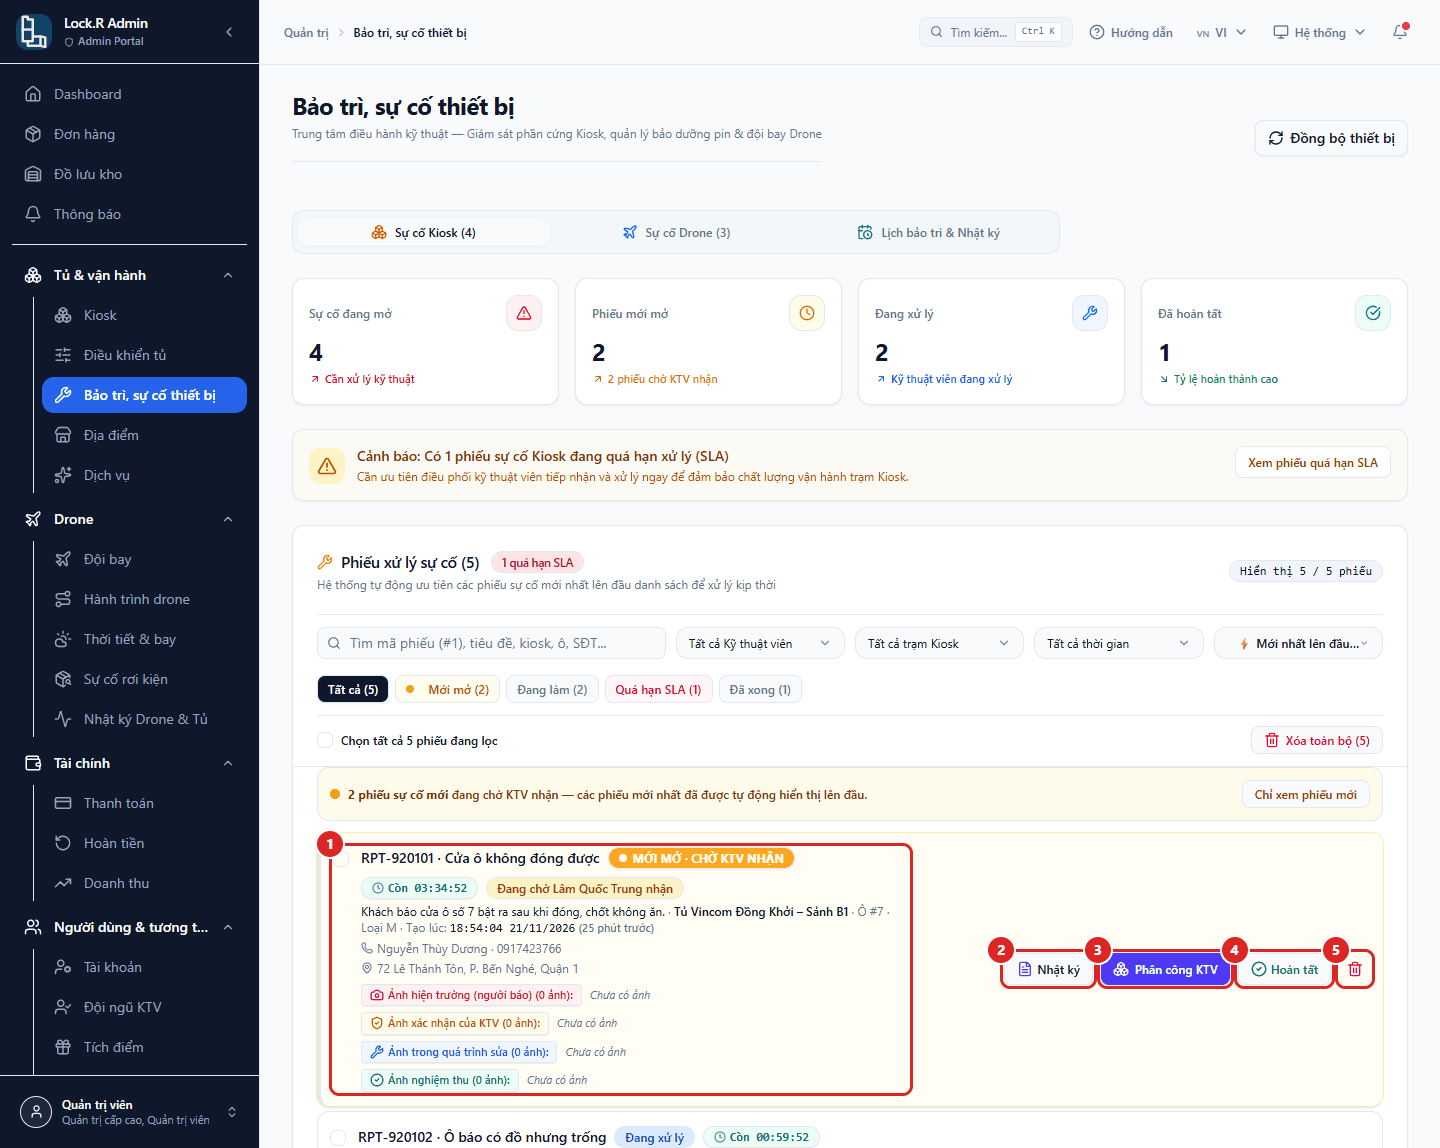 Lock.R Admin
Admin Portal
Dashboard
Đơn hàng
Đồ lưu kho
Thông báo
Tủ & vận hành
Kiosk
Điều khiển tủ
Bảo trì, sự cố thiết bị
Địa điểm
Dịch vụ
Drone
Đội bay
Hành trình drone
Thời tiết & bay
Sự cố rơi kiện
Nhật ký Drone & Tủ
Tài chính
Thanh toán
Hoàn tiền
Doanh thu
Người dùng & tương t...
Tài khoản
Đội ngũ KTV
Tích điểm
Quản trị viên
Quản trị cấp cao, Quản trị viên
Quản trị
Bảo trì, sự cố thiết bị
Tìm kiếm...
Ctrl K
Hướng dẫn
VN VI
Hệ thống
Bảo trì, sự cố thiết bị
Trung tâm điều hành kỹ thuật — Giám sát phần cứng Kiosk, quản lý bảo dưỡng pin & đội bay Drone
Đồng bộ thiết bị
Sự cố Kiosk (4)
Sự cố Drone (3)
Lịch bảo trì & Nhật ký
Sự cố đang mở
4
Cần xử lý kỹ thuật
Phiếu mới mở
2
2 phiếu chờ KTV nhận
Đang xử lý
2
Kỹ thuật viên đang xử lý
Đã hoàn tất
1
Tỷ lệ hoàn thành cao
Cảnh báo: Có 1 phiếu sự cố Kiosk đang quá hạn xử lý (SLA)
Cần ưu tiên điều phối kỹ thuật viên tiếp nhận và xử lý ngay để đảm bảo chất lượng vận hành trạm Kiosk.
Xem phiếu quá hạn SLA
Phiếu xử lý sự cố (5)
1 quá hạn SLA
Hệ thống tự động ưu tiên các phiếu sự cố mới nhất lên đầu danh sách để xử lý kịp thời
Hiển thị 5 / 5 phiếu
Tìm mã phiếu (#1), tiêu đề, kiosk, ô, SĐT...
Tất cả Kỹ thuật viên
Tất cả trạm Kiosk
Tất cả thời gian
Mới nhất lên đầu...
Tất cả (5)
Mới mở (2)
Đang làm (2)
Quá hạn SLA (1)
Đã xong (1)
Chọn tất cả 5 phiếu đang lọc
Xóa toàn bộ (5)
2 phiếu sự cố mới đang chờ KTV nhận — các phiếu mới nhất đã được tự động hiển thị lên đầu.
Chỉ xem phiếu mới
1
RPT-920101 · Cửa ô không đóng được
MỚI MỞ · CHỜ KTV NHẬN
Còn 03:34:52
Đang chờ Lâm Quốc Trung nhận
Khách báo cửa ô số 7 bật ra sau khi đóng, chốt không ăn. · Tủ Vincom Đồng Khởi – Sảnh B1 · Ô #7 ·
Loại M · Tạo lúc: 18:54:04 21/11/2026 (25 phút trước)
Nguyễn Thùy Dương · 0917423766
72 Lê Thánh Tôn, P. Bến Nghé, Quận 1
Ảnh hiện trường (người báo) (0 ảnh):
Chưa có ảnh
Ảnh xác nhận của KTV (0 ảnh):
Chưa có ảnh
Ảnh trong quá trình sửa (0 ảnh):
Chưa có ảnh
Ảnh nghiệm thu (0 ảnh):
Chưa có ảnh
2
Nhật ký
3
Phân công KTV
4
Hoàn tất
5
RPT-920102 · Ô báo có đồ nhưng trống
Đang xử lý
Còn 00:59:52